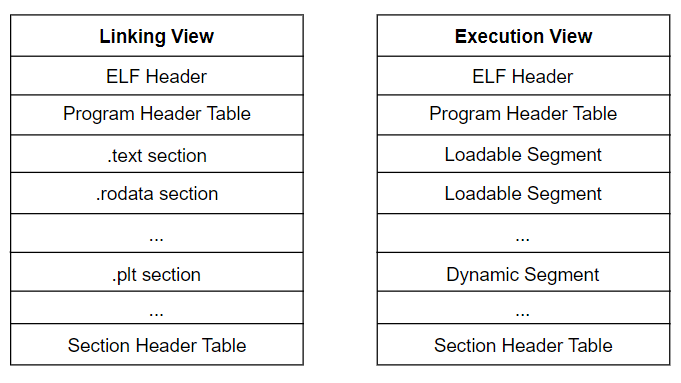 Linking View
ELF Header
Program Header Table
.text section
.rodata section
...
.plt section
...
Section Header Table
Execution View
ELF Header
Program Header Table
Loadable Segment
Loadable Segment
...
Dynamic Segment
...
Section Header Table